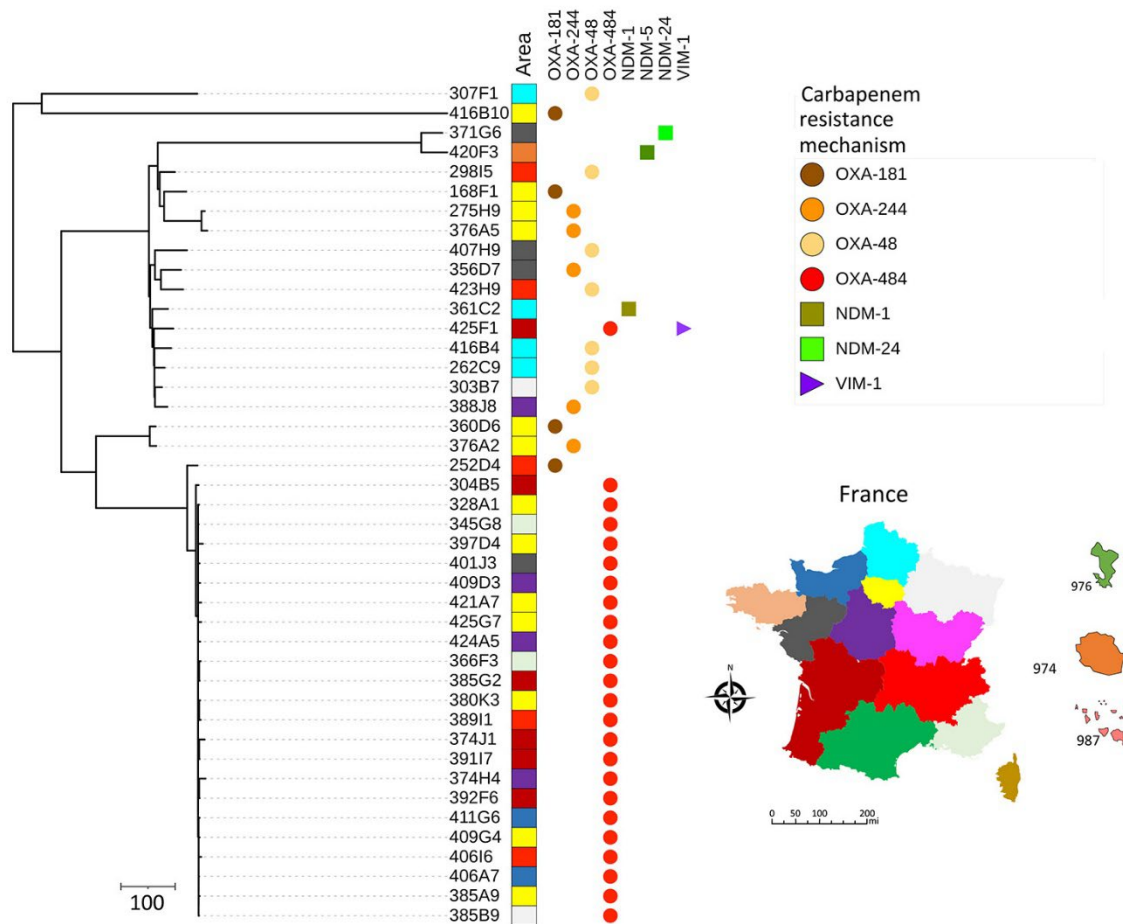 Area
OXA-181
OXA-244
OXA-48
OXA-484
NDM-1
NDM-5
NDM-24
VIM-1
307F1
416B10
371G6
420F3
298I5
168F1
275H9
376A5
407H9
356D7
423H9
361C2
425F1
416B4
262C9
303B7
388J8
360D6
376A2
252D4
304B5
328A1
345G8
397D4
401J3
409D3
421A7
425G7
424A5
366F3
385G2
380K3
389I1
374J1
391I7
374H4
392F6
411G6
409G4
406I6
406A7
385A9
385B9
100
Carbapenem
resistance
mechanism
OXA-181
OXA-244
OXA-48
OXA-484
NDM-1
NDM-24
VIM-1
France
976
974
987
N
0 50 100 200
mi